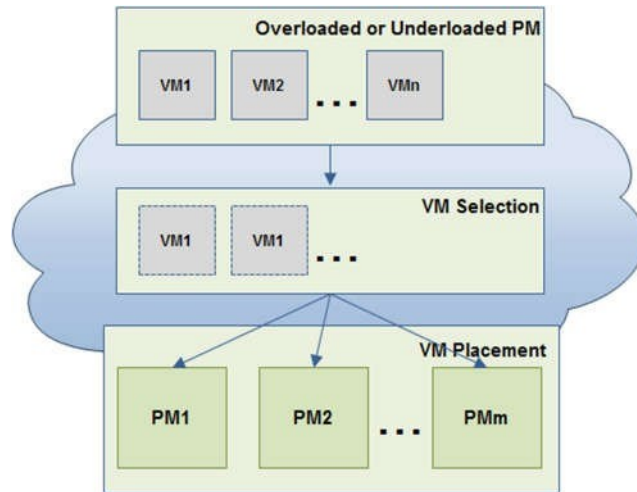 Overloaded or Underloaded PM
VM1 VM2 ... VMn
VM Selection
VM1 VM1 ...
VM Placement
PM1 PM2 ... PMm